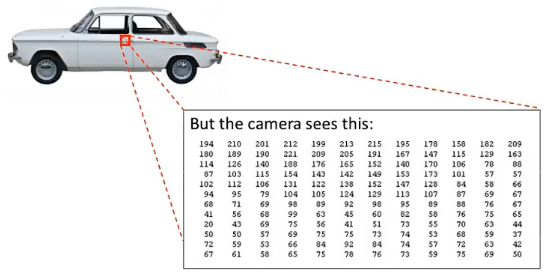 But the camera sees this:
194 210 201 212 199 213 215 195 178 158 182 209
180 189 190 221 209 205 191 167 147 115 129 163
114 126 140 188 176 165 152 140 170 106 78 88
87 103 115 154 143 142 149 153 173 101 57 57
102 112 106 131 122 138 152 147 128 84 58 66
94 95 79 104 105 124 129 113 107 87 69 67
68 71 69 98 89 92 98 95 89 88 76 67
41 56 68 99 63 45 60 82 58 76 75 65
20 43 69 75 56 41 51 73 55 70 63 44
50 50 57 69 75 75 73 74 53 68 59 37
72 59 53 66 84 92 84 74 57 72 63 42
67 61 58 65 75 78 76 73 59 75 69 50